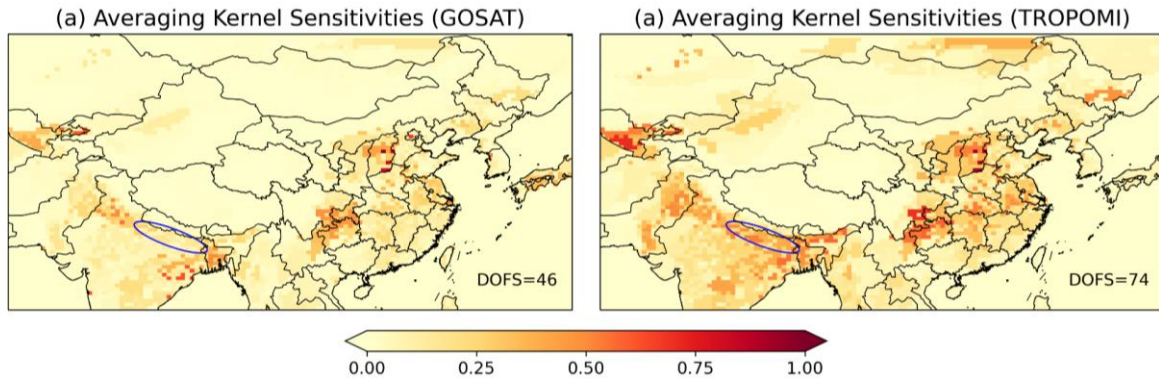 (a) Averaging Kernel Sensitivities (GOSAT)
(a) Averaging Kernel Sensitivities (TROPOMI)
DOFS=46
DOFS=74
0.00 0.25 0.50 0.75 1.00